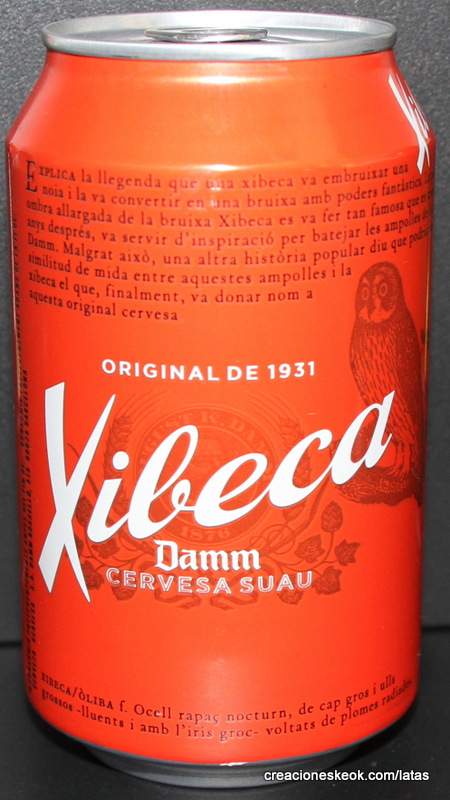 EXPLICA la llegenda que una xibeca va embruixar una
noia i la va convertir en una bruixa amb poders fantàstics.
ombra allargada de la bruixa Xibeca es va fer tan famosa que
anys després, va servir d'inspiració per batejar les ampolles de
Damm. Malgrat això, una altra història popular diu que
similitud de mida entre aquestes ampolles i la
xibeca el que, finalment, va donar nom a
aquesta original cervesa
ORIGINAL DE 1931
Xibeca
Damm
CERVESA SUAU
XIBECA/ÒLIBA f. Ocell rapaç nocturn, de cap gros i ulls
grossos -lluents i amb l'iris groc- voltats de plomes radiades
creacioneskeok.com/latas